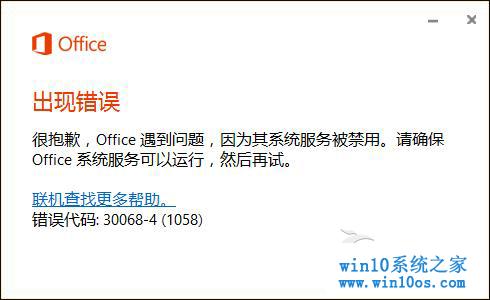 Office
出现错误
很抱歉，Office 遇到问题，因为其系统服务被禁用。请确保
Office 系统服务可以运行，然后再试。
联机查找更多帮助。
错误代码: 30068-4 (1058)
win10系统之家
www.win10os.com